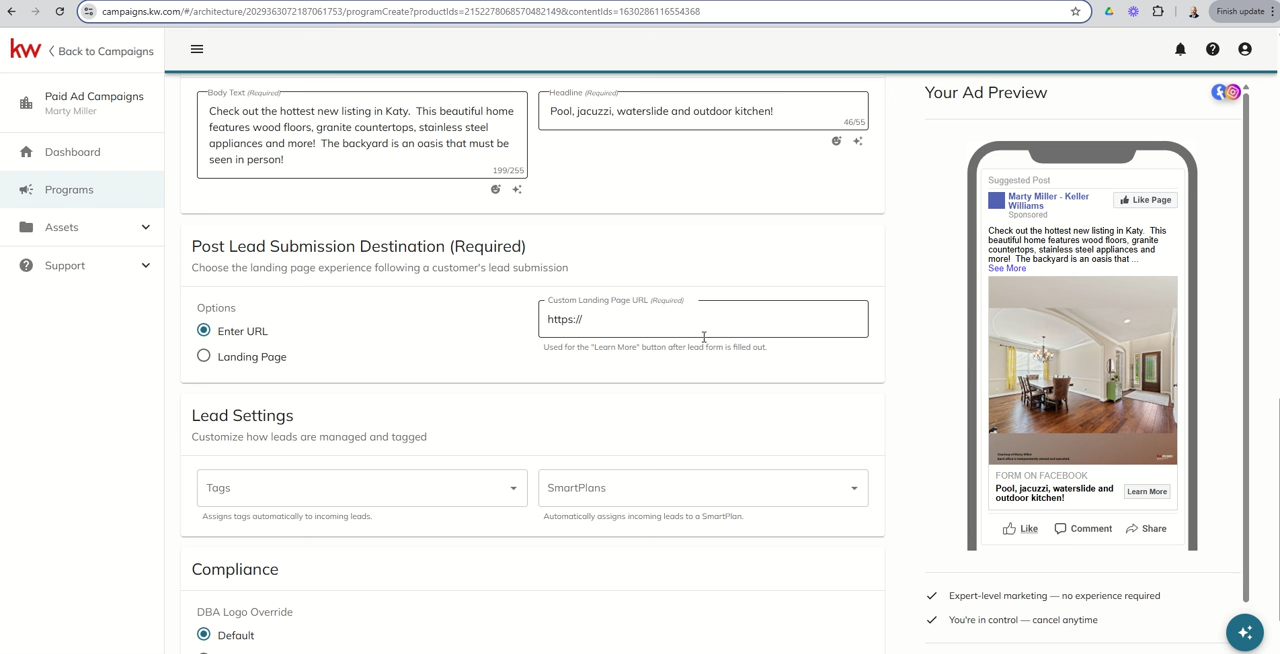 campaigns.kw.com/#/architecture/2029363072187061753/programCreate?productIds=2152278068570482149&contentIds=1630286116554368
Finish update
kw
Back to Campaigns
Paid Ad Campaigns
Marty Miller
Dashboard
Programs
Assets
Support
Body Text (Required)
Check out the hottest new listing in Katy. This beautiful home
features wood floors, granite countertops, stainless steel
appliances and more! The backyard is an oasis that must be
seen in person!
199/255
Headline (Required)
Pool, jacuzzi, waterslide and outdoor kitchen!
46/55
Post Lead Submission Destination (Required)
Choose the landing page experience following a customer's lead submission
Options
Enter URL
Landing Page
Custom Landing Page URL (Required)
https://
Used for the "Learn More" button after lead form is filled out.
Lead Settings
Customize how leads are managed and tagged
Tags
Assigns tags automatically to incoming leads.
SmartPlans
Automatically assigns incoming leads to a SmartPlan.
Compliance
DBA Logo Override
Default
Your Ad Preview
Suggested Post
Marty Miller - Keller
Williams
Sponsored
Like Page
Check out the hottest new listing in Katy. This
beautiful home features wood floors, granite
countertops, stainless steel appliances and
more! The backyard is an oasis that ...
See More
FORM ON FACEBOOK
Pool, jacuzzi, waterslide and
outdoor kitchen!
Learn More
Like
Comment
Share
Expert-level marketing — no experience required
You're in control — cancel anytime